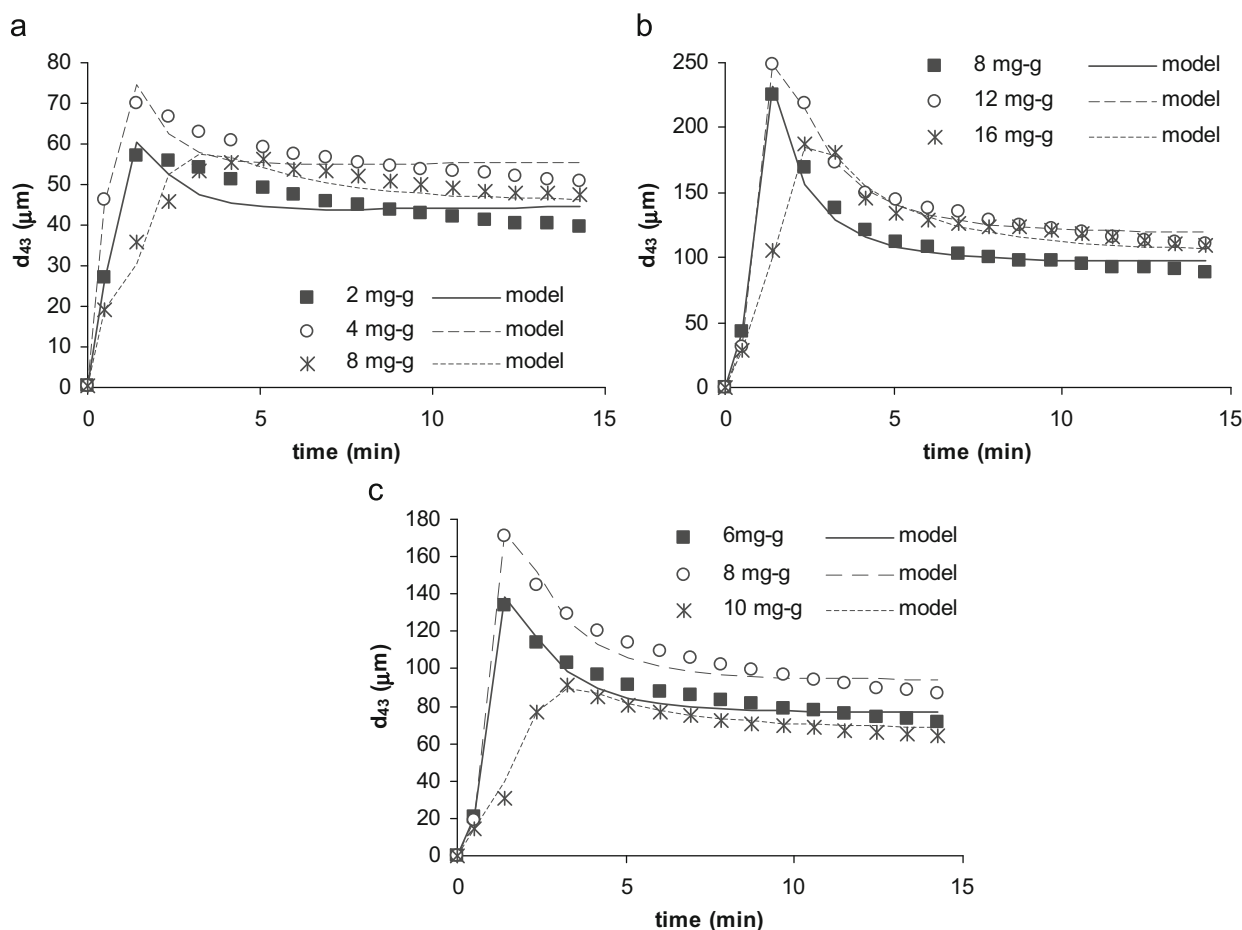 a
80
70
60
50
40
30
20
10
0
d43 (μm)
2 mg-g model
4 mg-g model
8 mg-g model
0 5 10 15
time (min)
b
250
200
150
100
50
0
d43 (μm)
8 mg-g model
12 mg-g model
16 mg-g model
0 5 10 15
time (min)
c
180
160
140
120
100
80
60
40
20
0
d43 (μm)
6mg-g model
8 mg-g model
10 mg-g model
0 5 10 15
time (min)